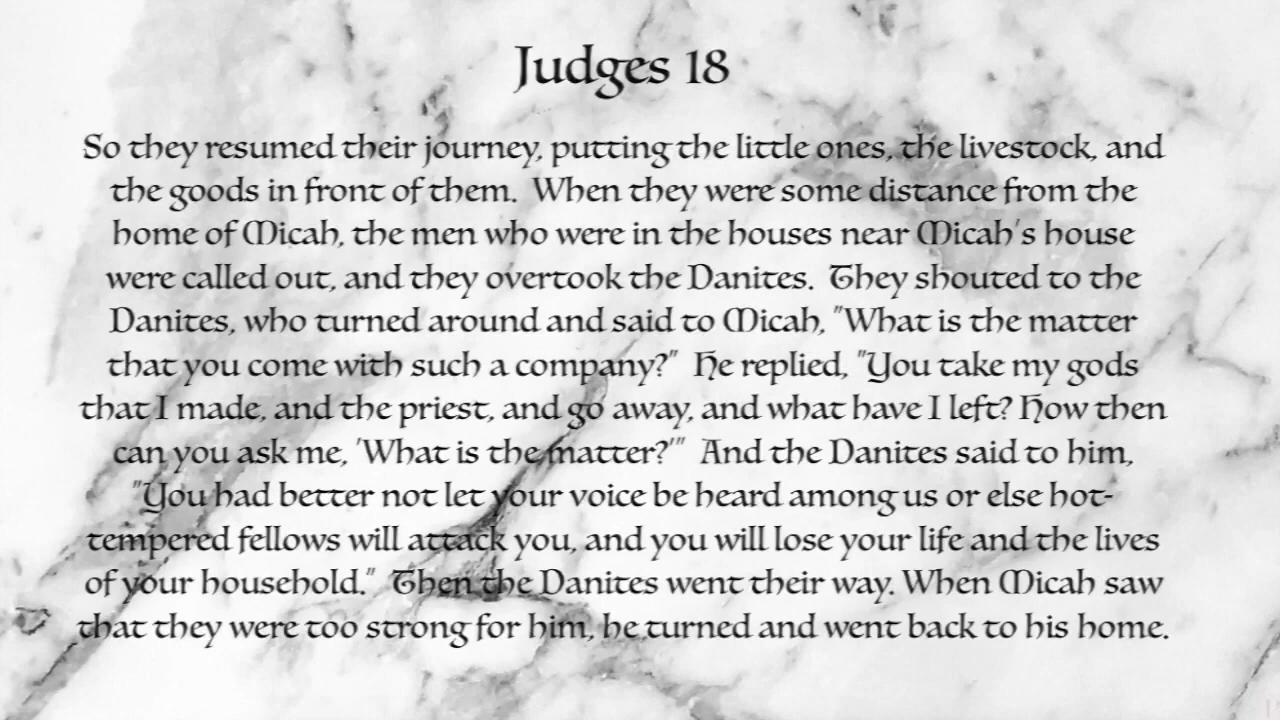 Judges 18
So they resumed their journey, putting the little ones, the livestock, and
the goods in front of them.  When they were some distance from the
home of Micah, the men who were in the houses near Micah's house
were called out, and they overtook the Danites.  They shouted to the
Danites, who turned around and said to Micah, "What is the matter
that you come with such a company?"  He replied, "You take my gods
that I made, and the priest, and go away, and what have I left? How then
can you ask me, 'What is the matter?'"  And the Danites said to him,
"You had better not let your voice be heard among us or else hot-
tempered fellows will attack you, and you will lose your life and the lives
of your household."  Then the Danites went their way. When Micah saw
that they were too strong for him, he turned and went back to his home.